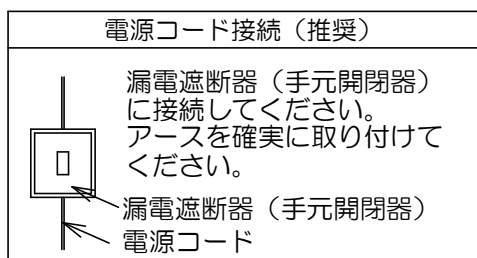 電源コード接続（推奨）
漏電遮断器（手元開閉器）
に接続してください。
アースを確実に取り付けて
ください。
漏電遮断器（手元開閉器）
電源コード